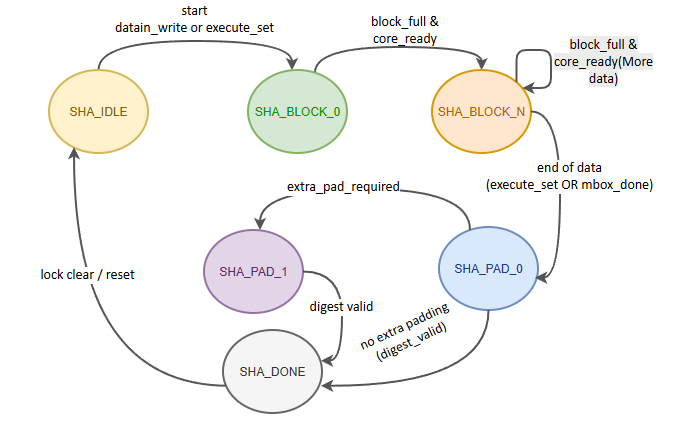 start
datain_write or execute_set
block_full &
core_ready
block_full &
core_ready(More
data)
SHA_IDLE
SHA_BLOCK_0
SHA_BLOCK_N
end of data
(execute_set OR mbox_done)
extra_pad_required
SHA_PAD_1
SHA_PAD_0
lock clear / reset
digest valid
no extra padding
(digest_valid)
SHA_DONE